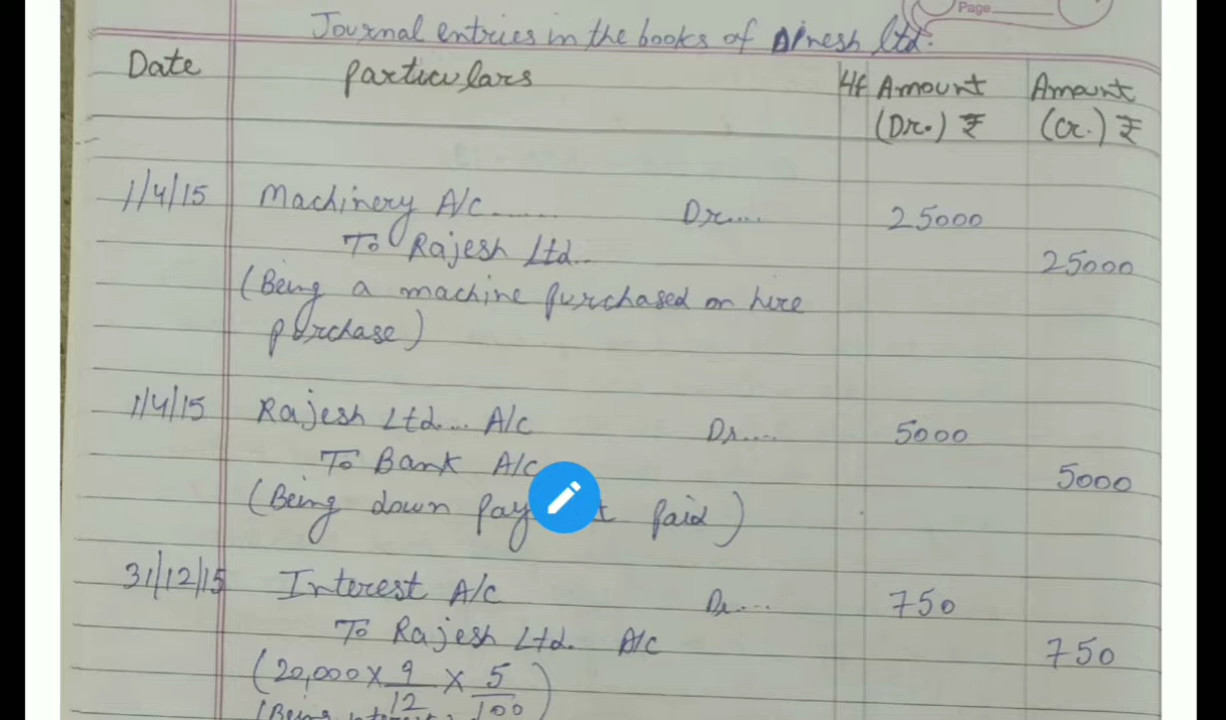 Page
Journal entries in the books of Dinesh Ltd.
Date particulars Lf Amount (Dr.) ₹ Amount (Cr.) ₹
1/4/15 Machinery A/c....... Dr.... 25000
To Rajesh Ltd.. 25000
(Being a machine purchased on hire
purchase)
1/4/15 Rajesh Ltd... A/c Dr.... 5000
To Bank A/c 5000
(Being down paid)
31/12/15 Interest A/c Dr... 750
To Rajesh Ltd. A/c 750
(20,000 × 9/12 × 5/100)
(Being